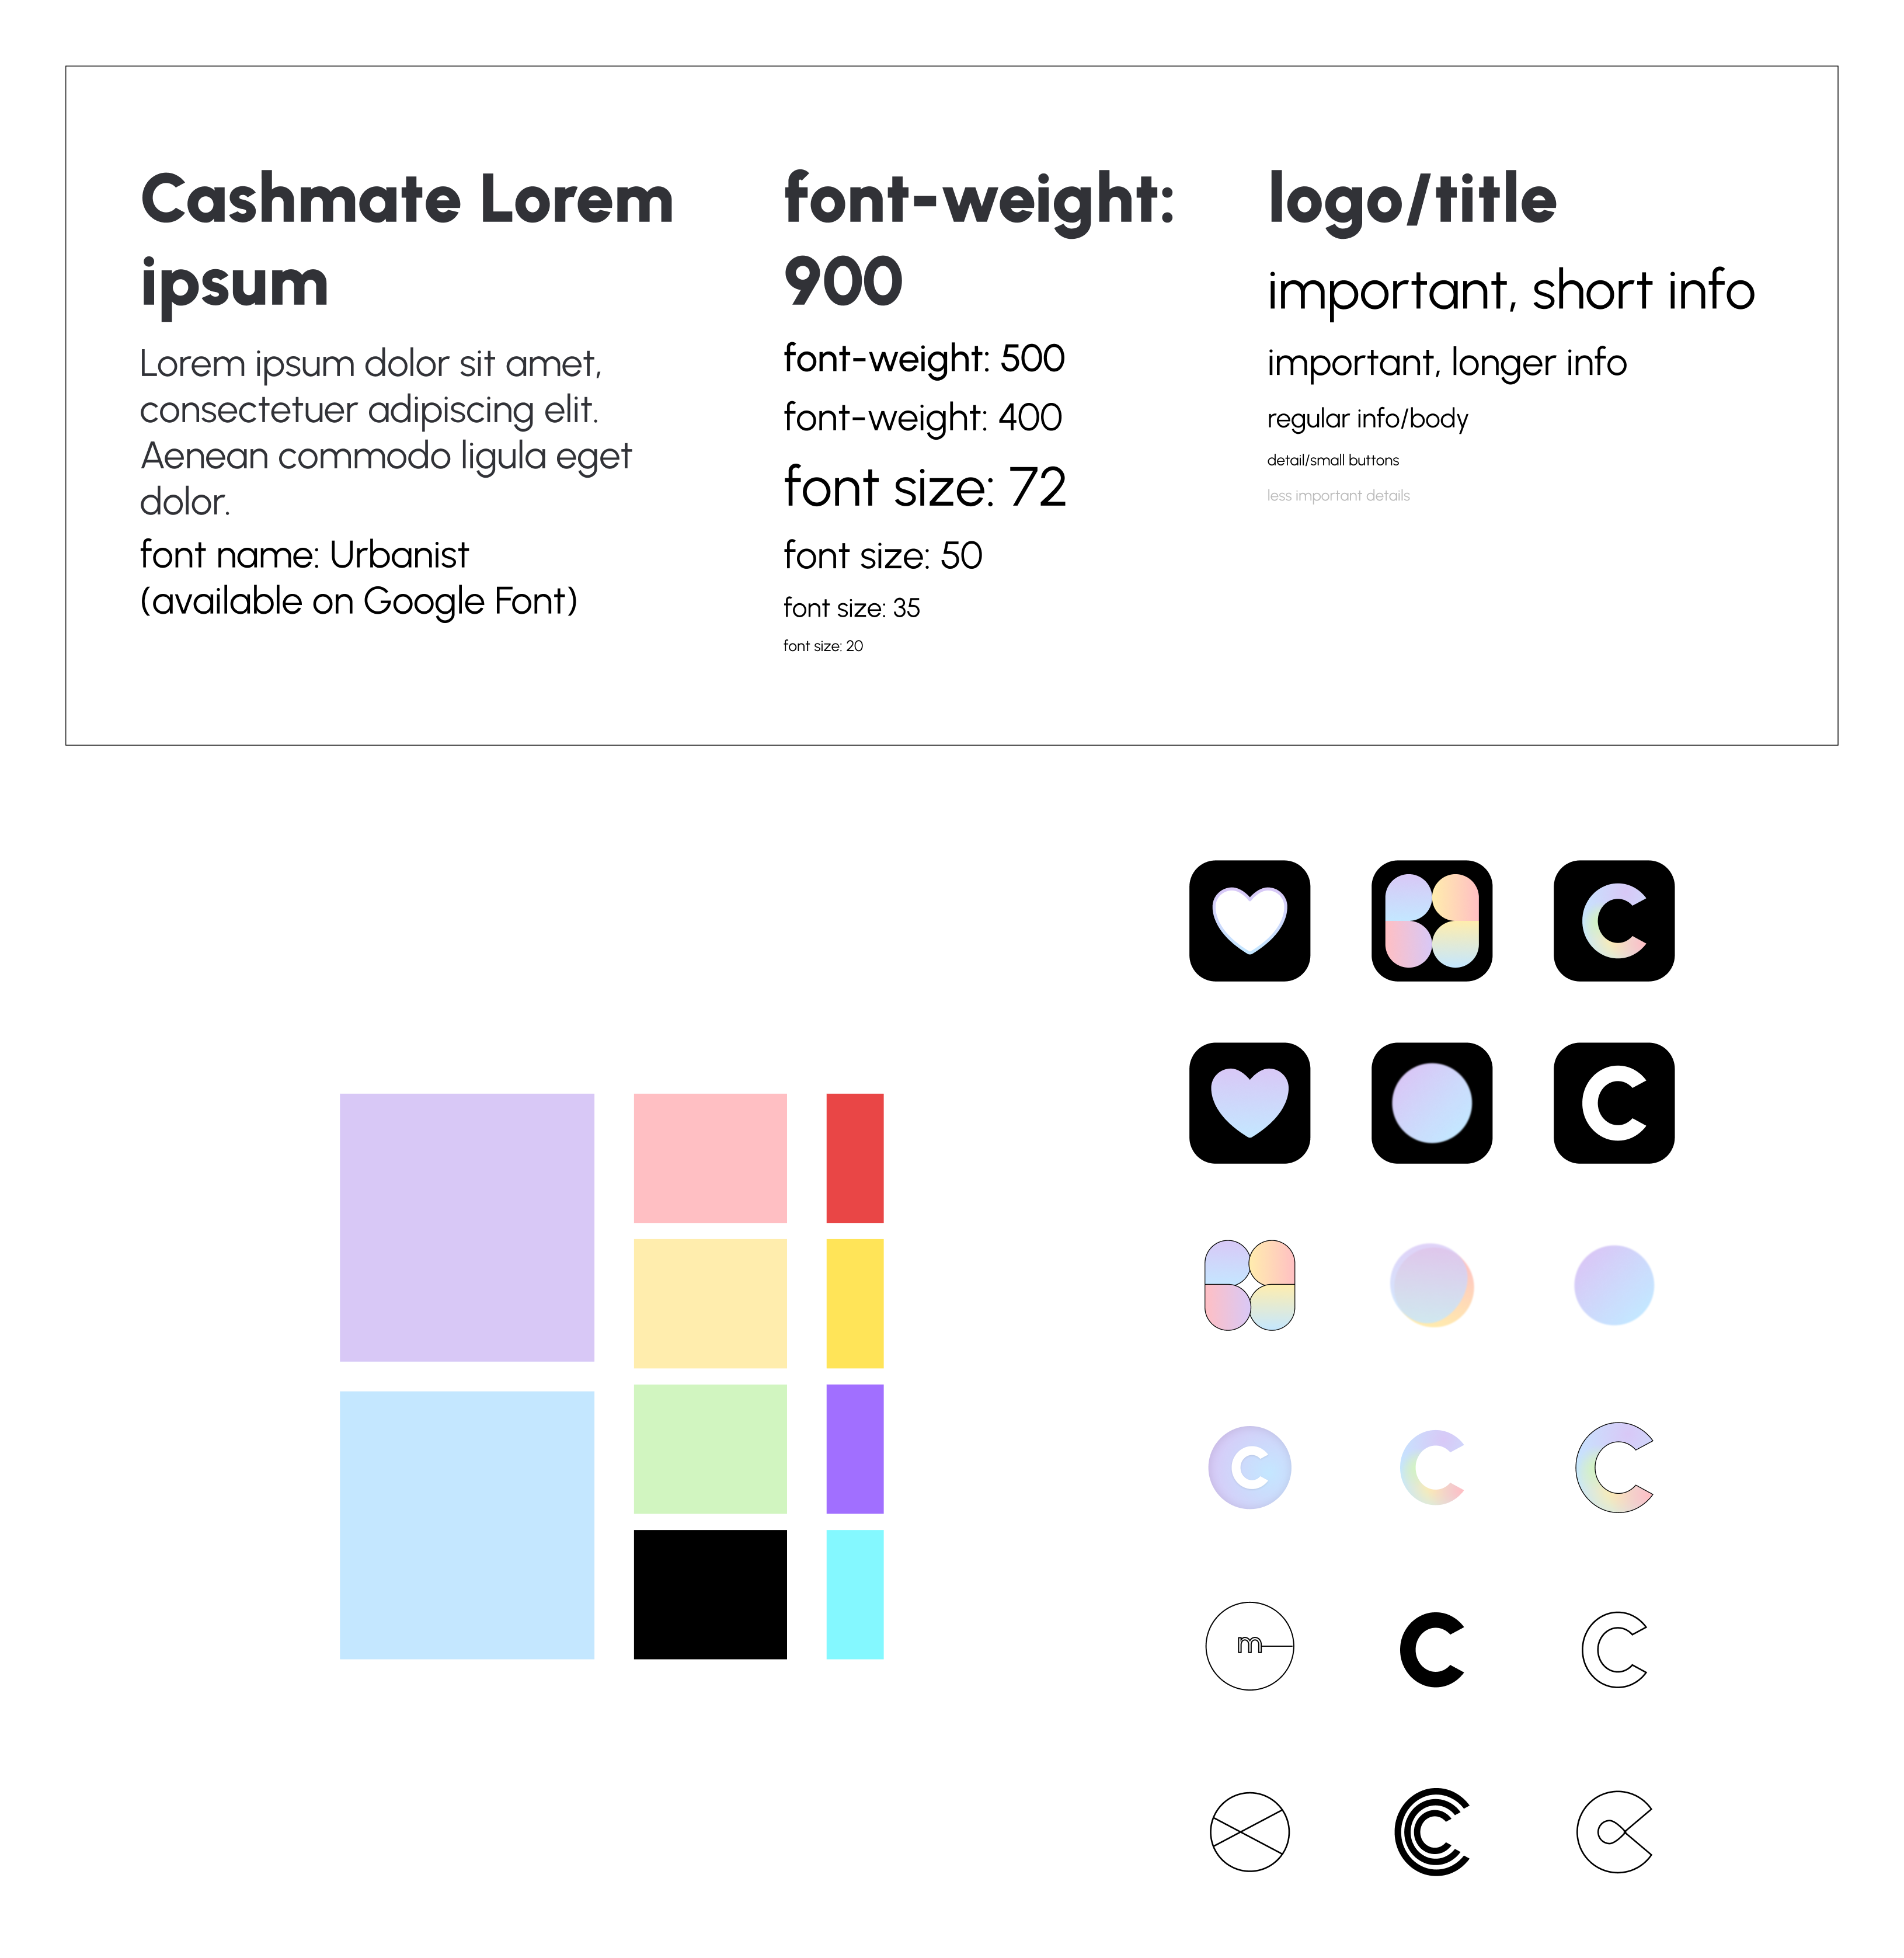 Cashmate Lorem
ipsum
Lorem ipsum dolor sit amet,
consectetuer adipiscing elit.
Aenean commodo ligula eget
dolor.
font name: Urbanist
(available on Google Font)
font-weight:
900
font-weight: 500
font-weight: 400
font size: 72
font size: 50
font size: 35
font size: 20
logo/title
important, short info
important, longer info
regular info/body
detail/small buttons
less important details
C
C
C
C
C
m
C
C
C